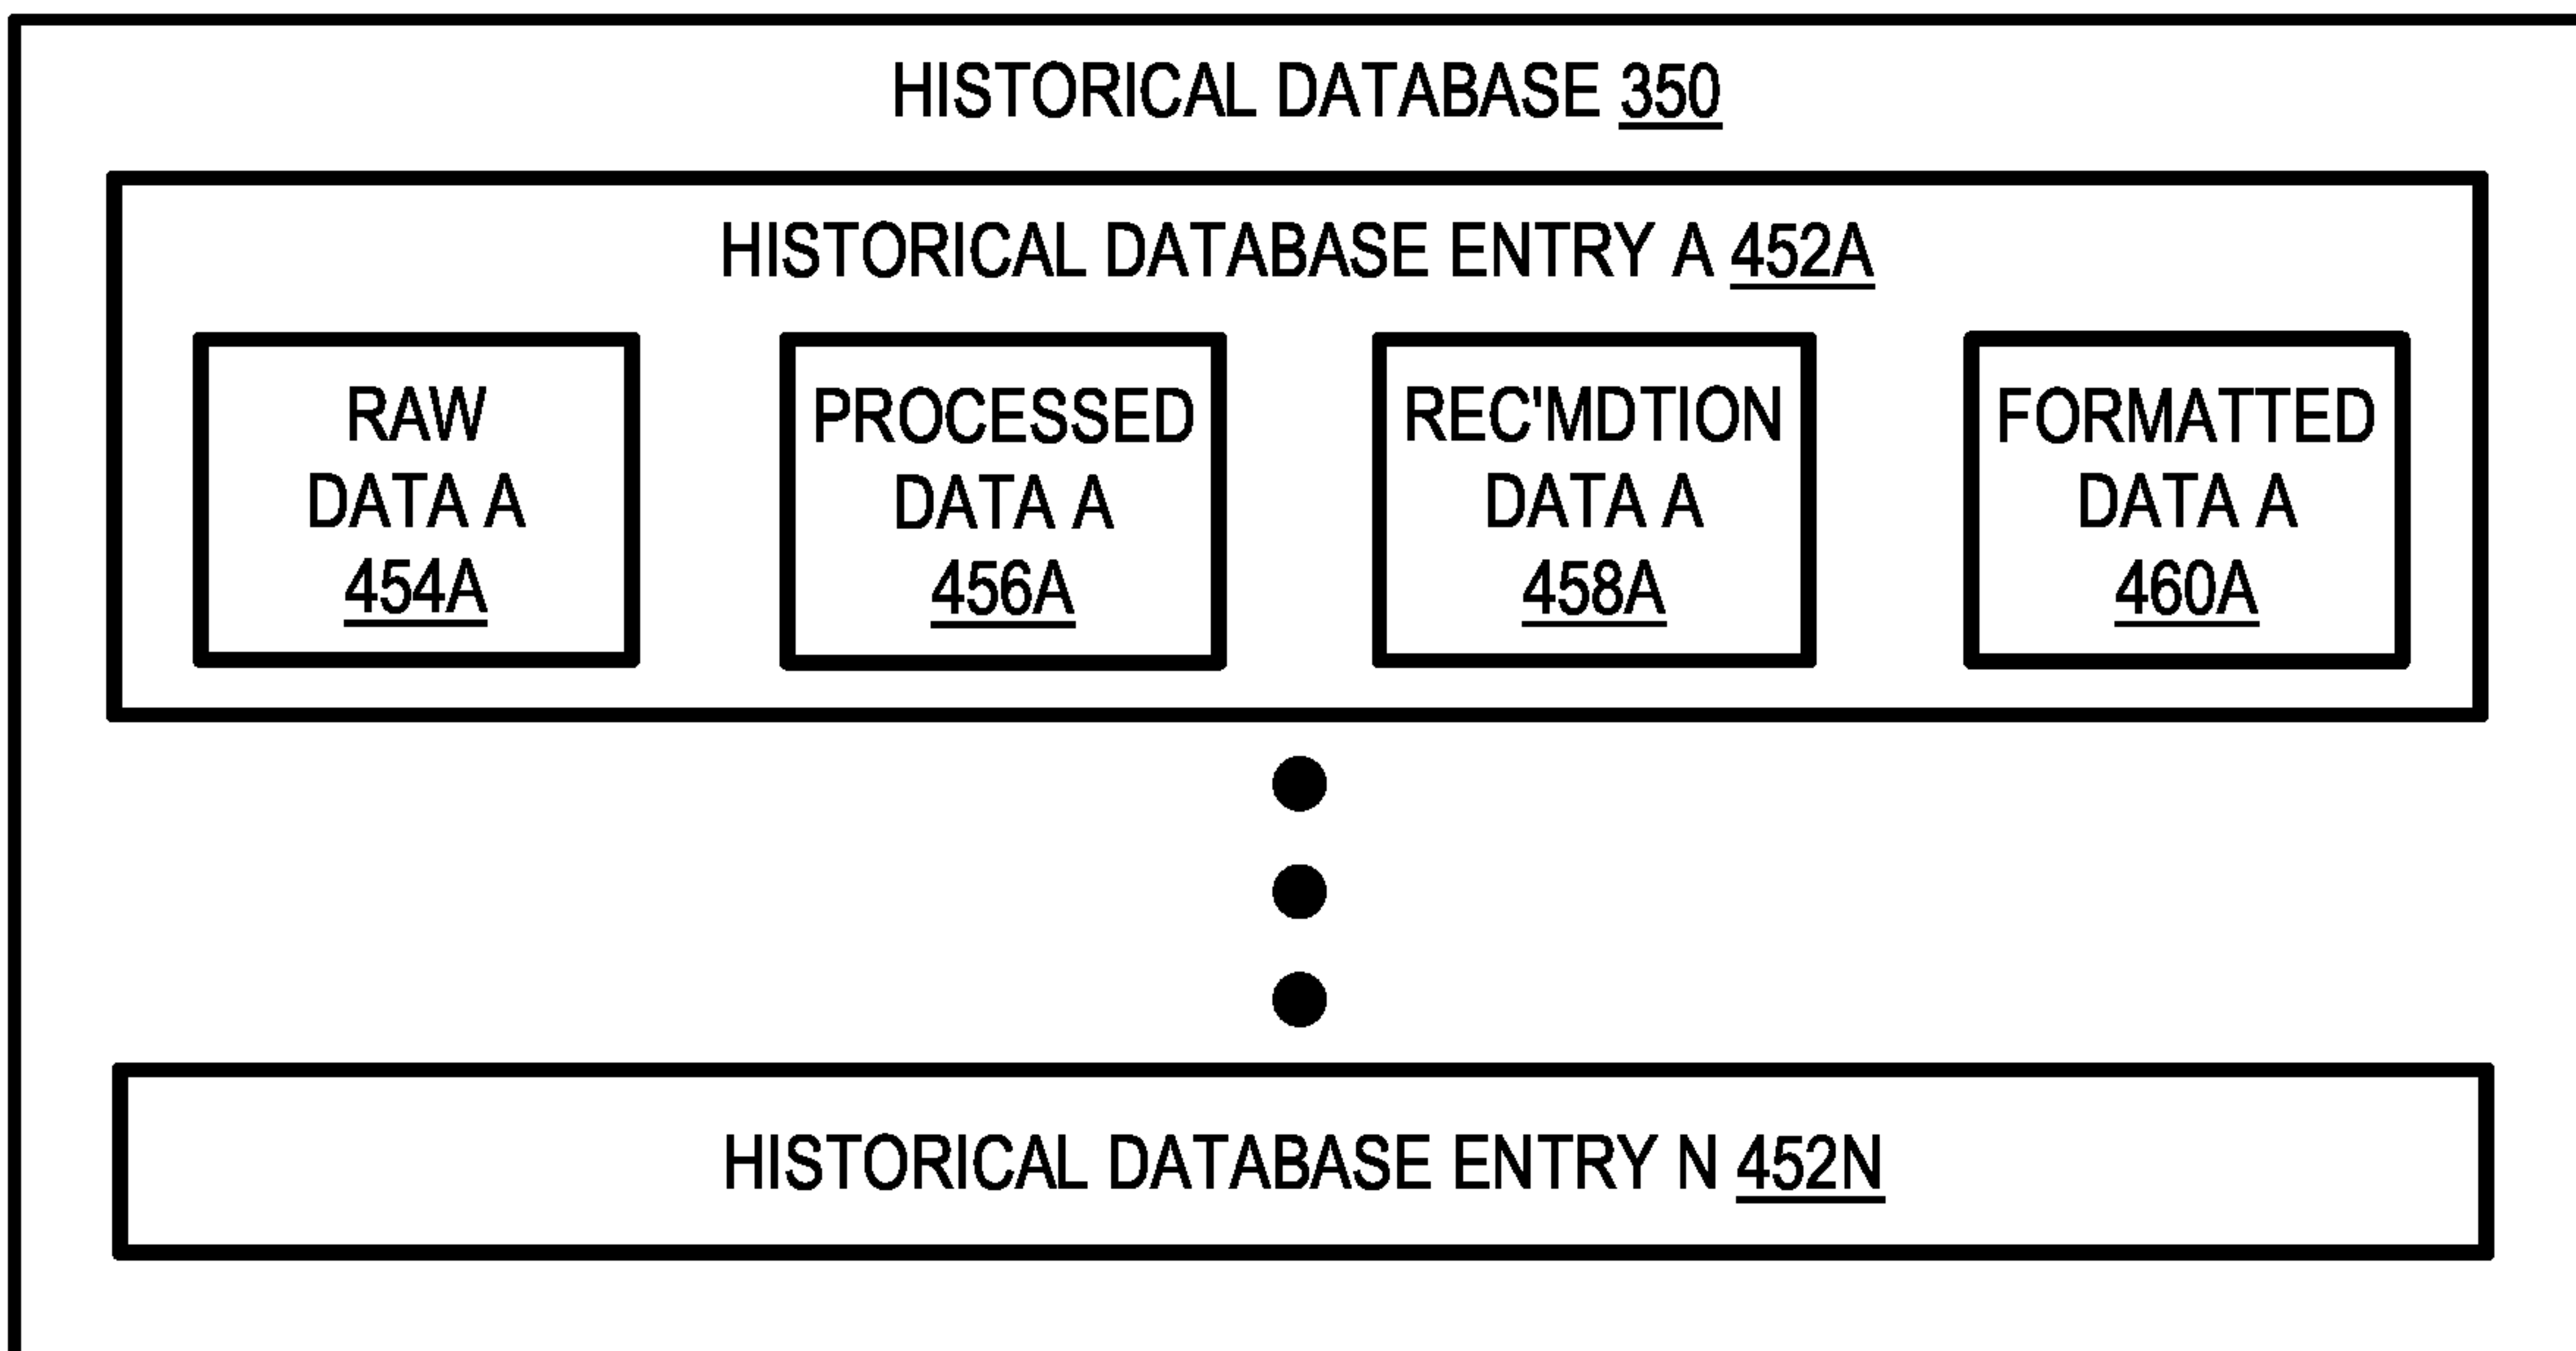 HISTORICAL DATABASE 350
HISTORICAL DATABASE ENTRY A 452A
RAW
DATA A
454A
PROCESSED
DATA A
456A
REC'MDTION
DATA A
458A
FORMATTED
DATA A
460A
HISTORICAL DATABASE ENTRY N 452N